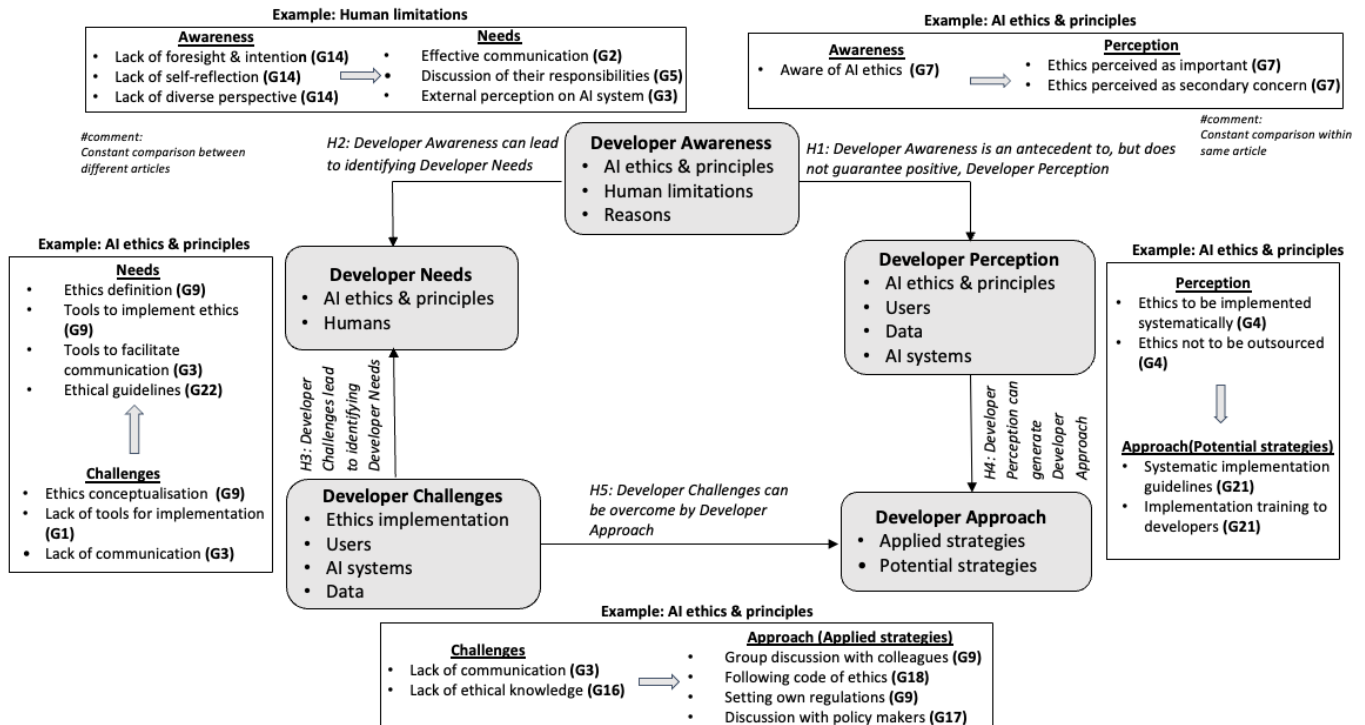 Example: Human limitations
Awareness
• Lack of foresight & intention (G14)
• Lack of self-reflection (G14)
• Lack of diverse perspective (G14)
Needs
• Effective communication (G2)
• Discussion of their responsibilities (G5)
• External perception on AI system (G3)
#comment:
Constant comparison between
different articles
Example: AI ethics & principles
Awareness
• Aware of AI ethics (G7)
Perception
• Ethics perceived as important (G7)
• Ethics perceived as secondary concern (G7)
#comment:
Constant comparison within
same article
H2: Developer Awareness can lead
to identifying Developer Needs
Developer Awareness
• AI ethics & principles
• Human limitations
• Reasons
H1: Developer Awareness is an antecedent to, but does
not guarantee positive, Developer Perception
Example: AI ethics & principles
Needs
• Ethics definition (G9)
• Tools to implement ethics
(G9)
• Tools to facilitate
communication (G3)
• Ethical guidelines (G22)
Challenges
• Ethics conceptualisation (G9)
• Lack of tools for implementation
(G1)
• Lack of communication (G3)
Developer Needs
• AI ethics & principles
• Humans
Developer Perception
• AI ethics & principles
• Users
• Data
• AI systems
Example: AI ethics & principles
Perception
• Ethics to be implemented
systematically (G4)
• Ethics not to be outsourced
(G4)
Approach(Potential strategies)
• Systematic implementation
guidelines (G21)
• Implementation training to
developers (G21)
H3: Developer
Challenges lead
to identifying
Developer Needs
H4: Developer
Perception can
generate
Developer
Approach
Developer Challenges
• Ethics implementation
• Users
• AI systems
• Data
H5: Developer Challenges can
be overcome by Developer
Approach
Developer Approach
• Applied strategies
• Potential strategies
Example: AI ethics & principles
Challenges
• Lack of communication (G3)
• Lack of ethical knowledge (G16)
Approach (Applied strategies)
• Group discussion with colleagues (G9)
• Following code of ethics (G18)
• Setting own regulations (G9)
• Discussion with policy makers (G17)